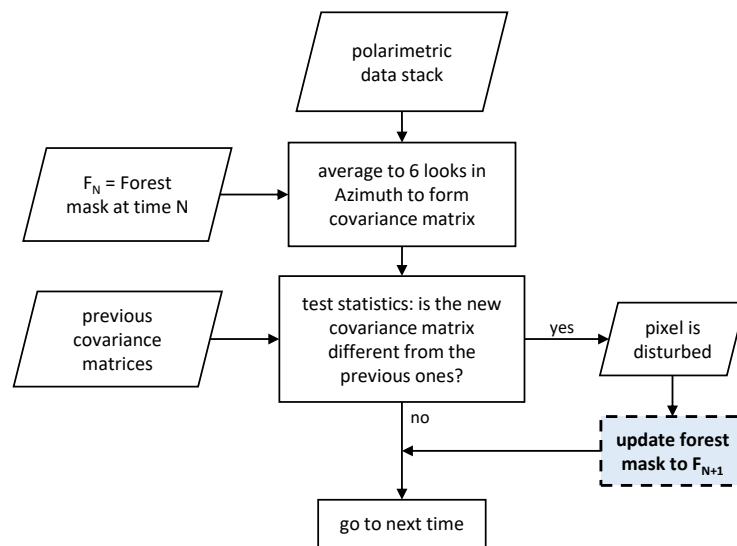 polarimetric
data stack
F_N = Forest
mask at time N
average to 6 looks in
Azimuth to form
covariance matrix
previous
covariance
matrices
test statistics: is the new
covariance matrix
different from the
previous ones?
yes
pixel is
disturbed
no
update forest
mask to F_N+1
go to next time